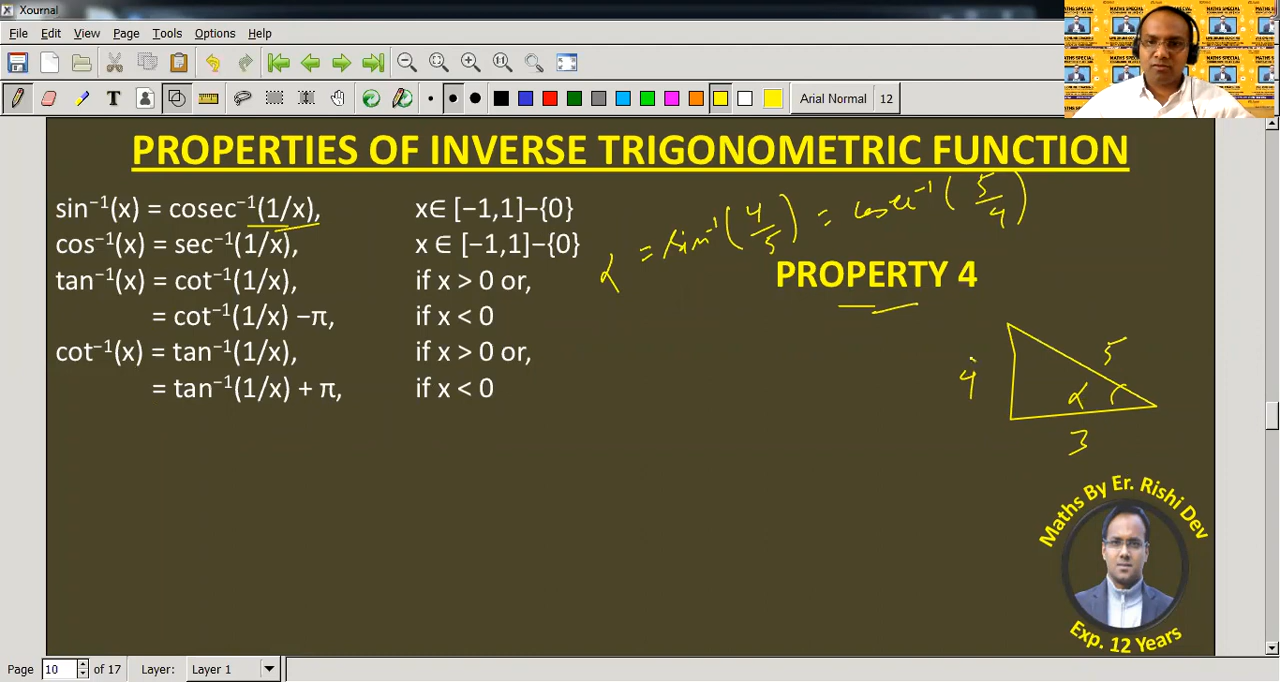 Xournal
File Edit View Page Tools Options Help
Arial Normal 12
PROPERTIES OF INVERSE TRIGONOMETRIC FUNCTION
sin⁻¹(x) = cosec⁻¹(1/x), x∈ [−1,1]−{0}
cos⁻¹(x) = sec⁻¹(1/x), x ∈ [−1,1]−{0}
tan⁻¹(x) = cot⁻¹(1/x), if x > 0 or,
= cot⁻¹(1/x) −π, if x < 0
cot⁻¹(x) = tan⁻¹(1/x), if x > 0 or,
= tan⁻¹(1/x) + π, if x < 0
α = sin⁻¹(4/5) = cosec⁻¹(5/4)
PROPERTY 4
5
4
α
3
Maths By Er. Rishi Dev
Exp. 12 Years
Page 10 of 17 Layer: Layer 1